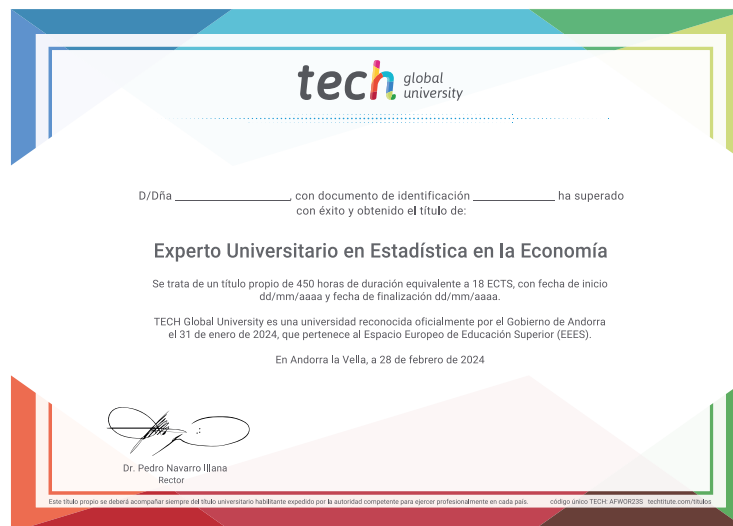 tech global university
D/Dña ______________, con documento de identificación ______________ ha superado
con éxito y obtenido el título de:
Experto Universitario en Estadística en la Economía
Se trata de un título propio de 450 horas de duración equivalente a 18 ECTS, con fecha de inicio
dd/mm/aaaa y fecha de finalización dd/mm/aaaa.
TECH Global University es una universidad reconocida oficialmente por el Gobierno de Andorra
el 31 de enero de 2024, que pertenece al Espacio Europeo de Educación Superior (EEES).
En Andorra la Vella, a 28 de febrero de 2024
Dr. Pedro Navarro Illana
Rector
Este título propio se deberá acompañar siempre del título universitario habilitante expedido por la autoridad competente para ejercer profesionalmente en cada país. código único TECH: AFWOR23S techtitute.com/titulos